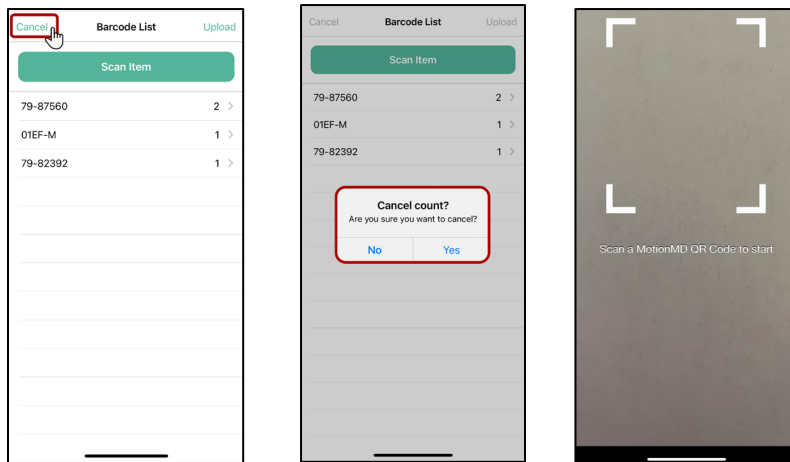 Cancel Barcode List Upload
Scan Item
79-87560 2
01EF-M 1
79-82392 1
Cancel Barcode List Upload
Scan Item
79-87560 2
01EF-M 1
79-82392 1
Cancel count?
Are you sure you want to cancel?
No Yes
Scan a MotionMD QR Code to start